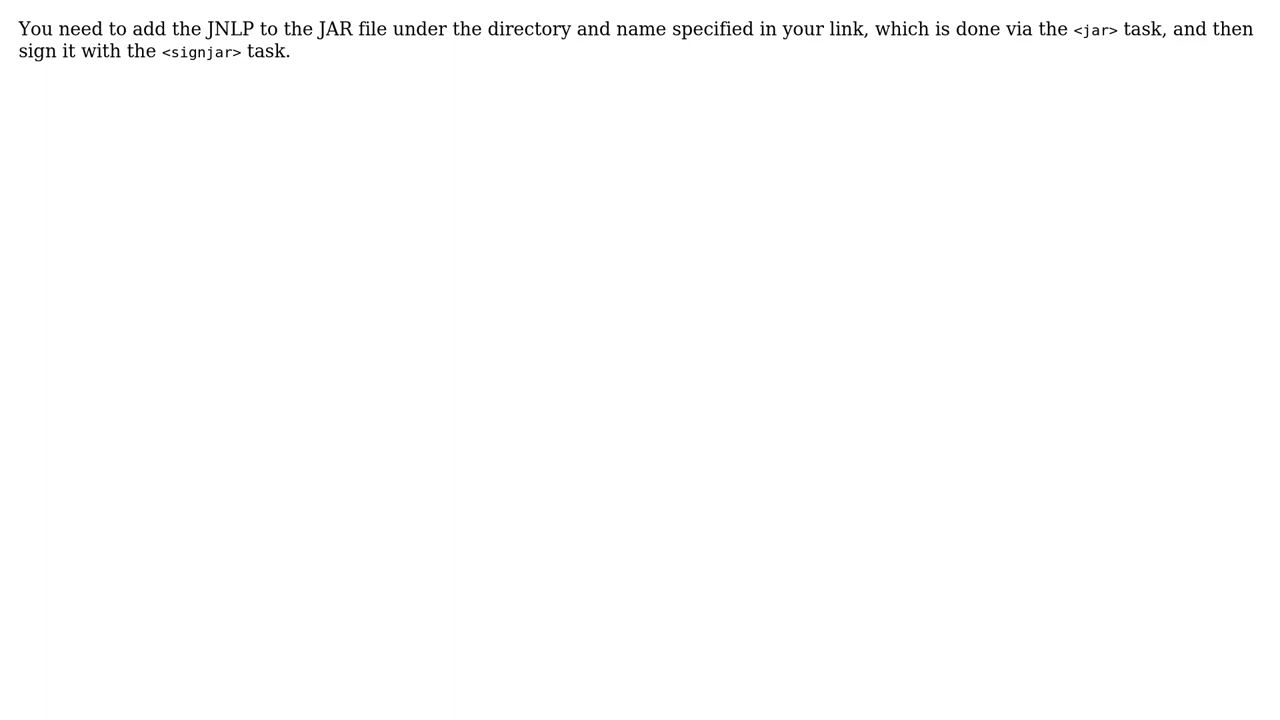 You need to add the JNLP to the JAR file under the directory and name specified in your link, which is done via the <jar> task, and then
sign it with the <signjar> task.